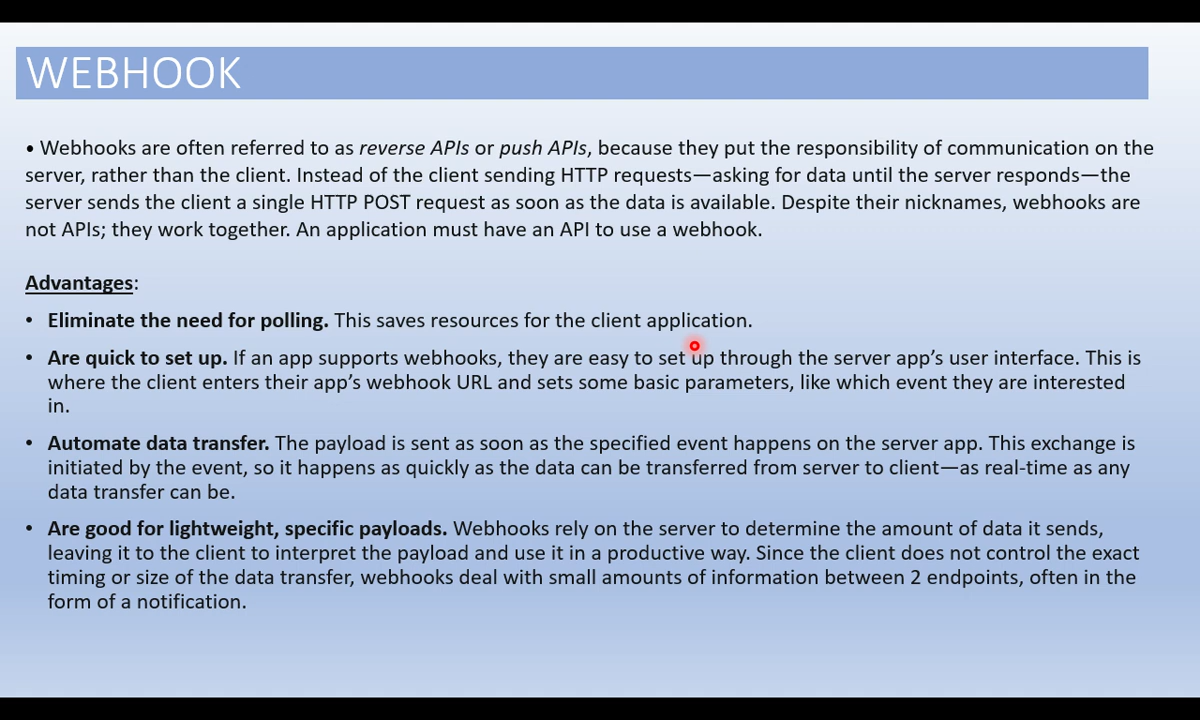 WEBHOOK
• Webhooks are often referred to as reverse APIs or push APIs, because they put the responsibility of communication on the
server, rather than the client. Instead of the client sending HTTP requests—asking for data until the server responds—the
server sends the client a single HTTP POST request as soon as the data is available. Despite their nicknames, webhooks are
not APIs; they work together. An application must have an API to use a webhook.
Advantages:
• Eliminate the need for polling. This saves resources for the client application.
• Are quick to set up. If an app supports webhooks, they are easy to set up through the server app’s user interface. This is
where the client enters their app’s webhook URL and sets some basic parameters, like which event they are interested
in.
• Automate data transfer. The payload is sent as soon as the specified event happens on the server app. This exchange is
initiated by the event, so it happens as quickly as the data can be transferred from server to client—as real-time as any
data transfer can be.
• Are good for lightweight, specific payloads. Webhooks rely on the server to determine the amount of data it sends,
leaving it to the client to interpret the payload and use it in a productive way. Since the client does not control the exact
timing or size of the data transfer, webhooks deal with small amounts of information between 2 endpoints, often in the
form of a notification.